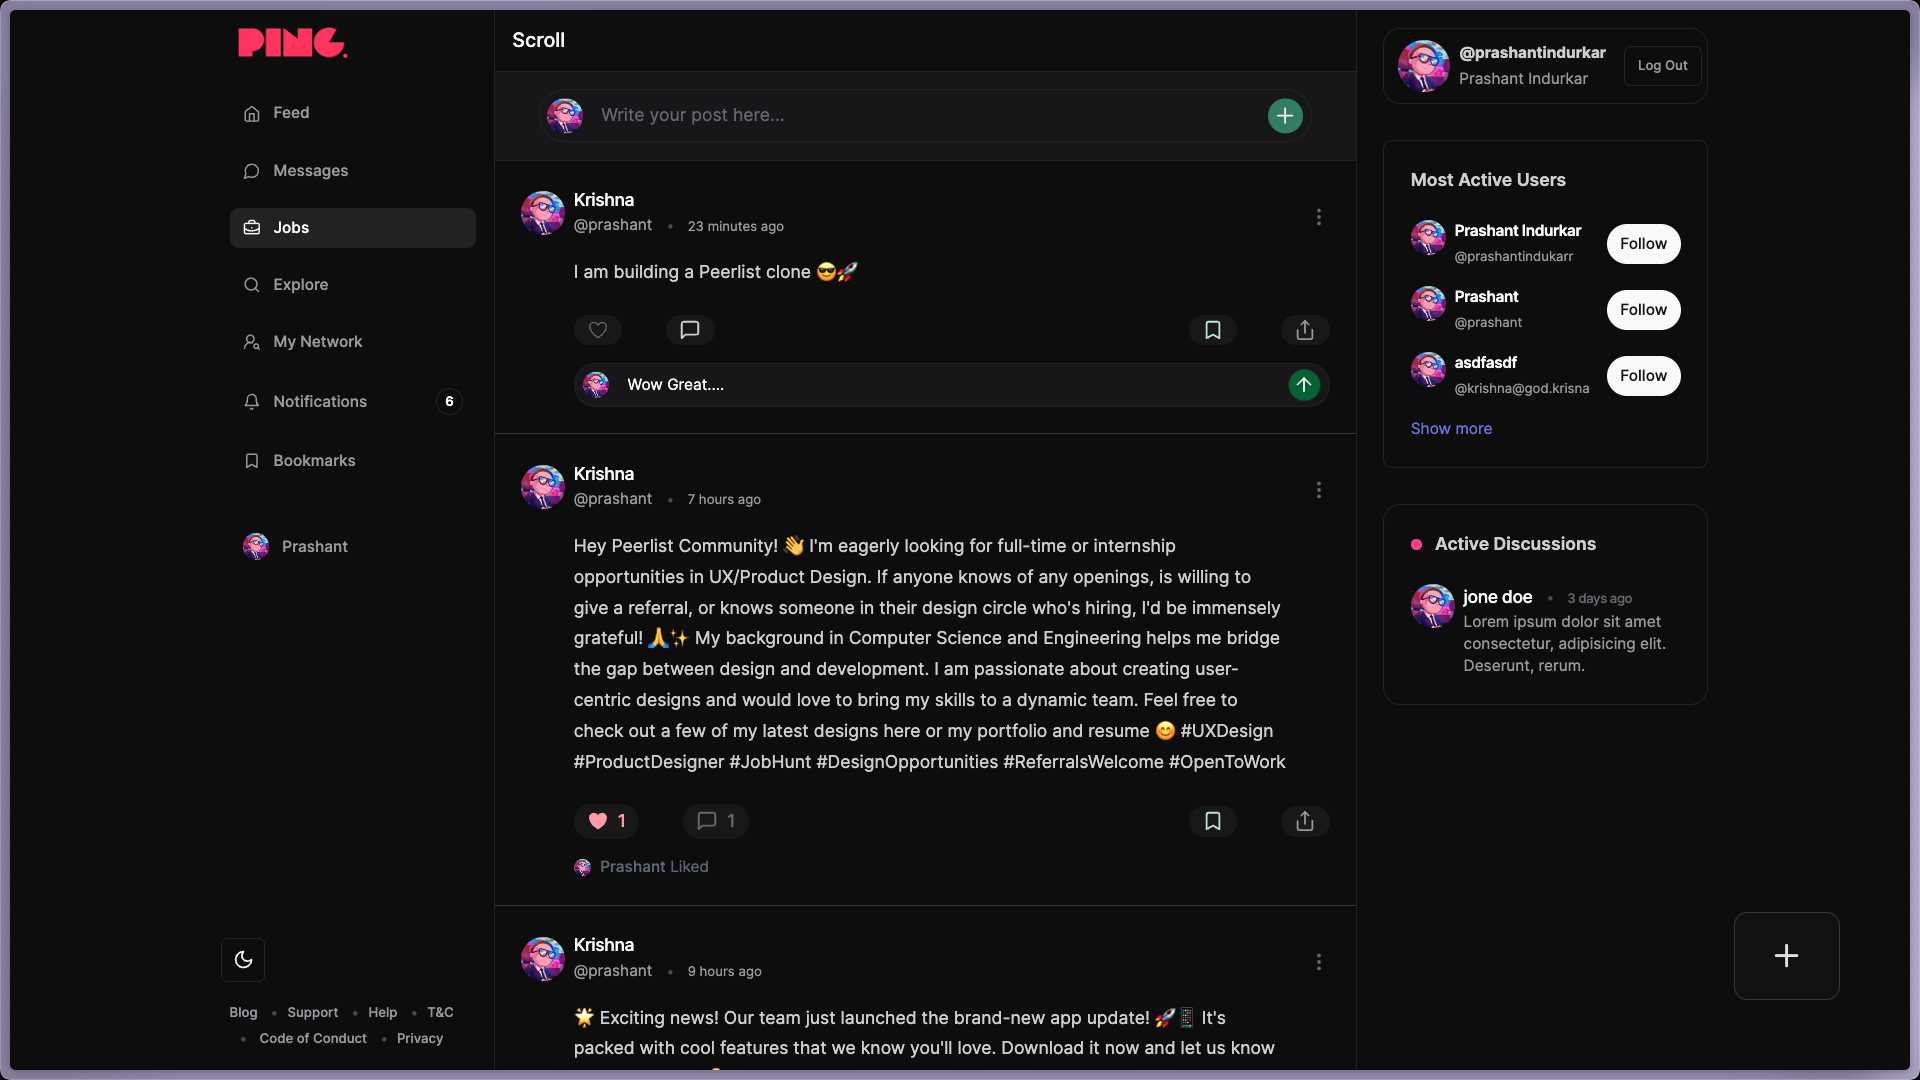 PING.
Feed
Messages
Jobs
Explore
My Network
Notifications 6
Bookmarks
Prashant
Blog • Support • Help • T&C
• Code of Conduct • Privacy
Scroll
Write your post here...
Krishna
@prashant • 23 minutes ago
I am building a Peerlist clone 😎🚀
Wow Great....
Krishna
@prashant • 7 hours ago
Hey Peerlist Community! 👋 I'm eagerly looking for full-time or internship
opportunities in UX/Product Design. If anyone knows of any openings, is willing to
give a referral, or knows someone in their design circle who's hiring, I'd be immensely
grateful! 🙏✨ My background in Computer Science and Engineering helps me bridge
the gap between design and development. I am passionate about creating user-
centric designs and would love to bring my skills to a dynamic team. Feel free to
check out a few of my latest designs here or my portfolio and resume 😊 #UXDesign
#ProductDesigner #JobHunt #DesignOpportunities #ReferralsWelcome #OpenToWork
1 1
Prashant Liked
Krishna
@prashant • 9 hours ago
🌟 Exciting news! Our team just launched the brand-new app update! 🚀📱 It's
packed with cool features that we know you'll love. Download it now and let us know
@prashantindurkar
Prashant Indurkar
Log Out
Most Active Users
Prashant Indurkar
@prashantindukarr
Follow
Prashant
@prashant
Follow
asdfasdf
@krishna@god.krisna
Follow
Show more
Active Discussions
jone doe • 3 days ago
Lorem ipsum dolor sit amet
consectetur, adipisicing elit.
Deserunt, rerum.